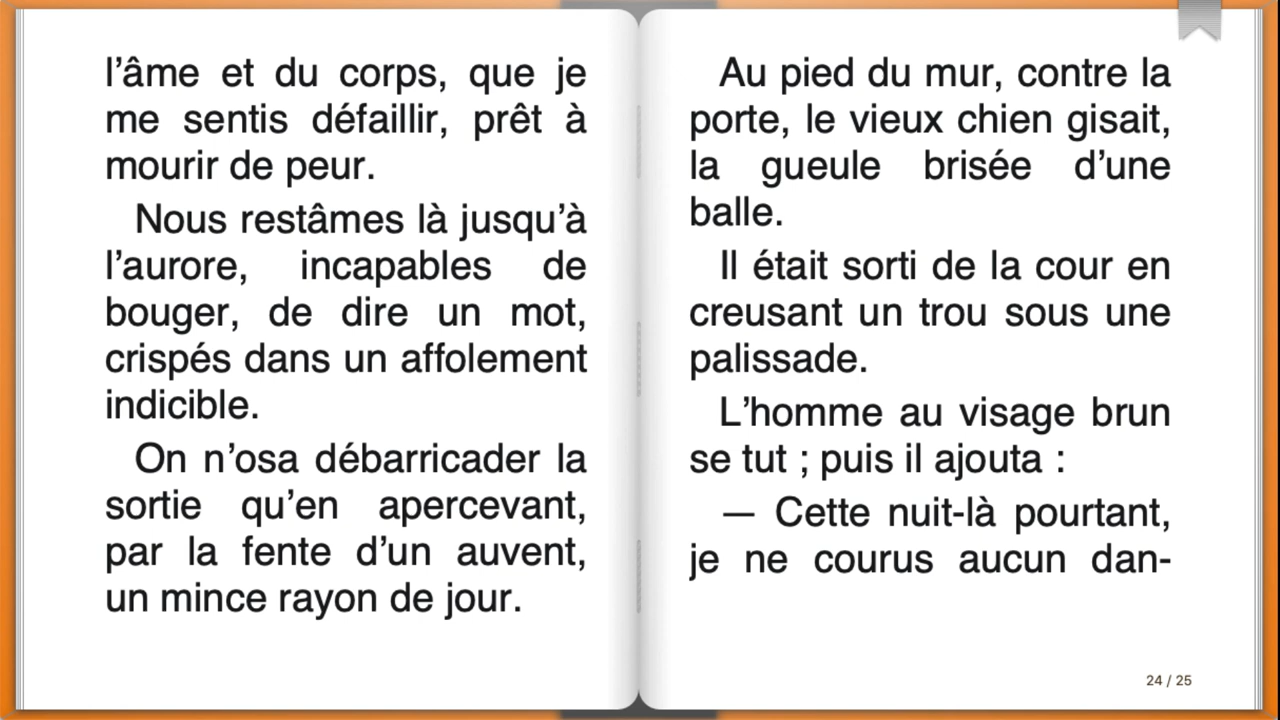 l’âme et du corps, que je
me sentis défaillir, prêt à
mourir de peur.
Nous restâmes là jusqu’à
l’aurore, incapables de
bouger, de dire un mot,
crispés dans un affolement
indicible.
On n’osa débarricader la
sortie qu’en apercevant,
par la fente d’un auvent,
un mince rayon de jour.
Au pied du mur, contre la
porte, le vieux chien gisait,
la gueule brisée d’une
balle.
Il était sorti de la cour en
creusant un trou sous une
palissade.
L’homme au visage brun
se tut ; puis il ajouta :
— Cette nuit-là pourtant,
je ne courus aucun dan-
24 / 25